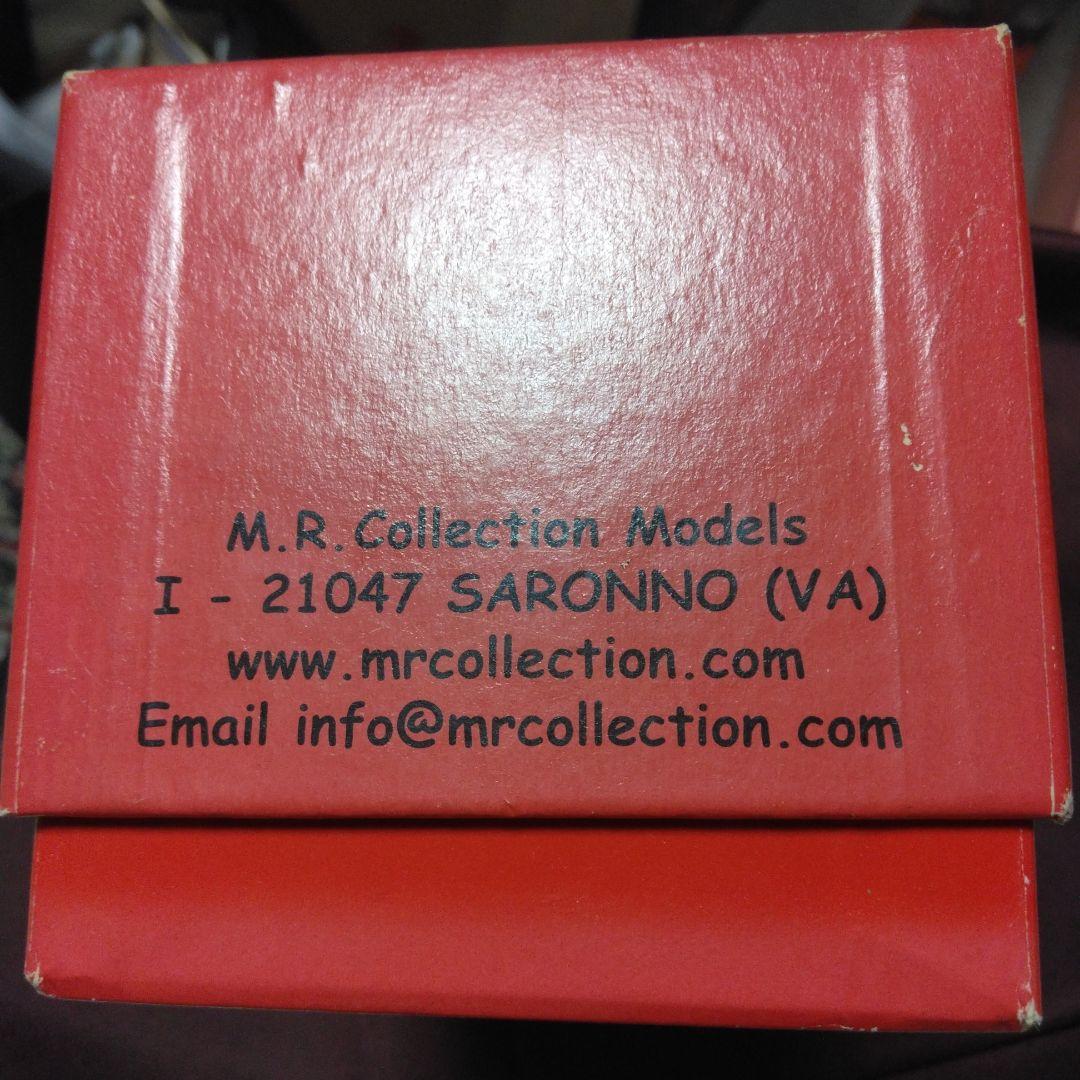 M.R. Collection Models
I - 21047 SARONNO (VA)
www.mrcollection.com
Email info@mrcollection.com